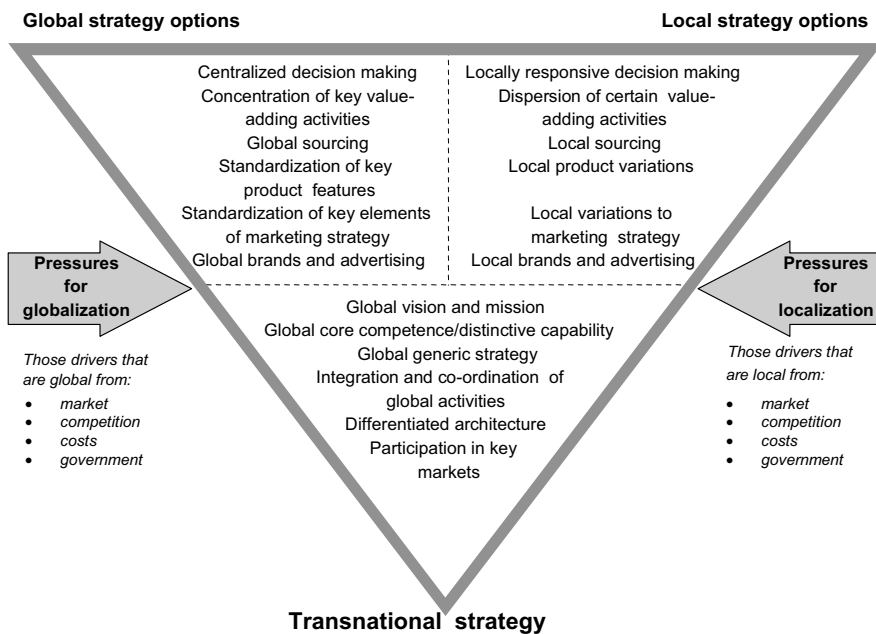 Global strategy options
Local strategy options
Centralized decision making
Concentration of key value-
adding activities
Global sourcing
Standardization of key
product features
Standardization of key elements
of marketing strategy
Global brands and advertising
Locally responsive decision making
Dispersion of certain value-
adding activities
Local sourcing
Local product variations
Local variations to
marketing strategy
Local brands and advertising
Pressures
for
globalization
Those drivers that
are global from:
• market
• competition
• costs
• government
Global vision and mission
Global core competence/distinctive capability
Global generic strategy
Integration and co-ordination of
global activities
Differentiated architecture
Participation in key
markets
Pressures
for
localization
Those drivers that
are local from:
• market
• competition
• costs
• government
Transnational strategy